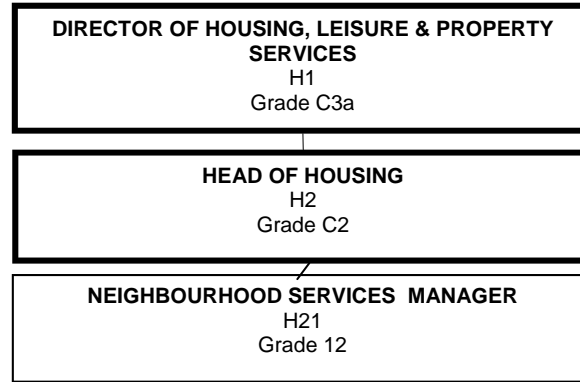 DIRECTOR OF HOUSING, LEISURE & PROPERTY
SERVICES
H1
Grade C3a
HEAD OF HOUSING
H2
Grade C2
NEIGHBOURHOOD SERVICES  MANAGER
H21
Grade 12